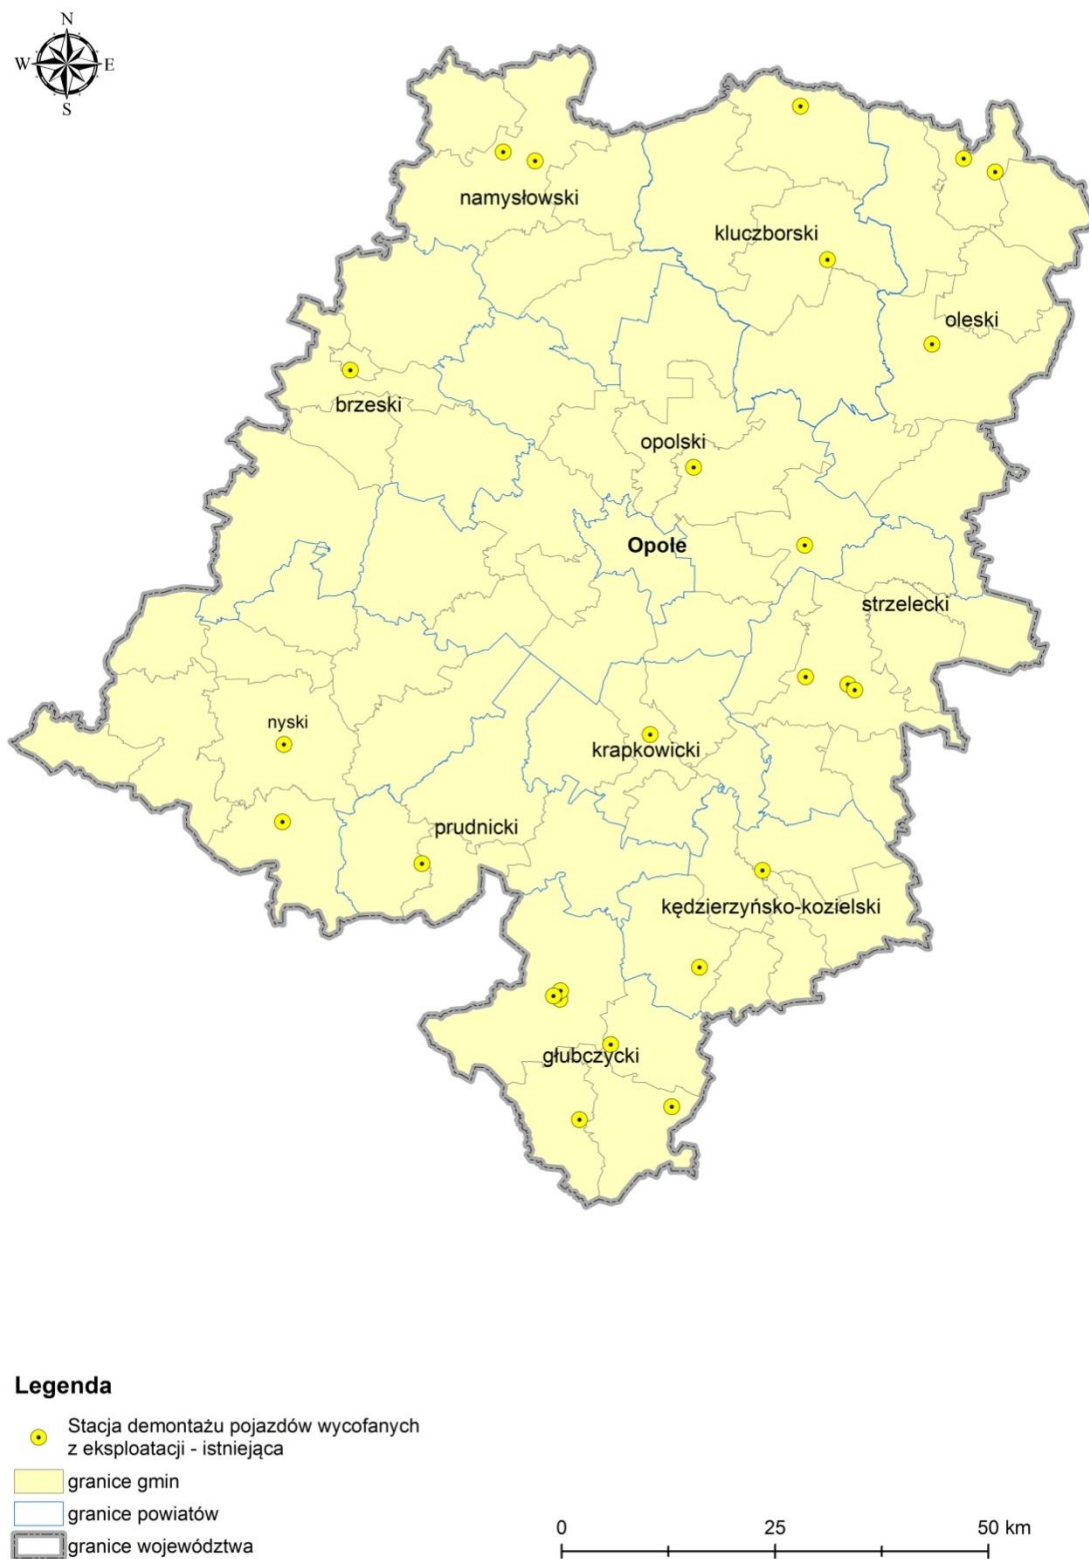 N
W E
S
namysłowski
kluczborski
oleski
brzeski
opolski
Opole
strzelecki
nyski
krapkowicki
prudnicki
kędzierzyńsko-kozielski
głubczycki
Legenda
Stacja demontażu pojazdów wycofanych
z eksploatacji - istniejąca
granice gmin
granice powiatów
granice województwa
0 25 50 km